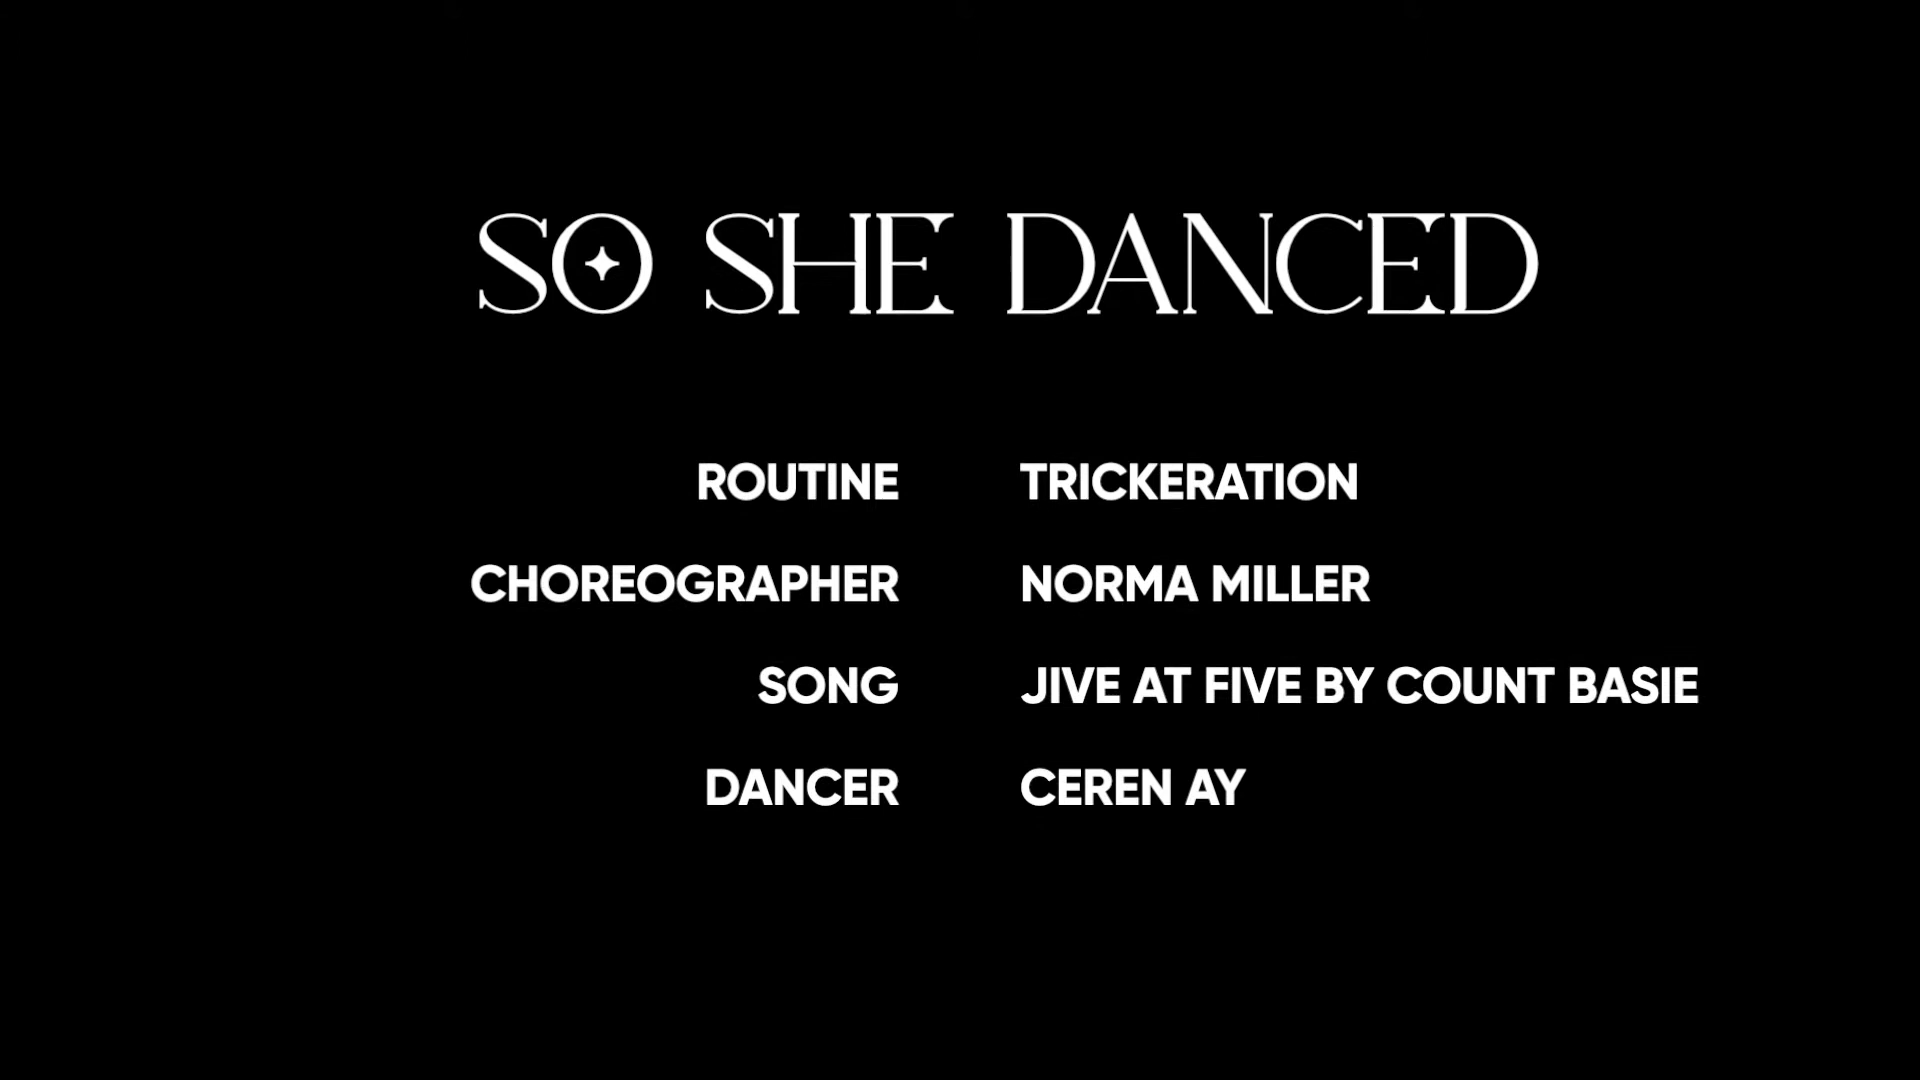 SO SHE DANCED
ROUTINE TRICKERATION
CHOREOGRAPHER NORMA MILLER
SONG JIVE AT FIVE BY COUNT BASIE
DANCER CEREN AY